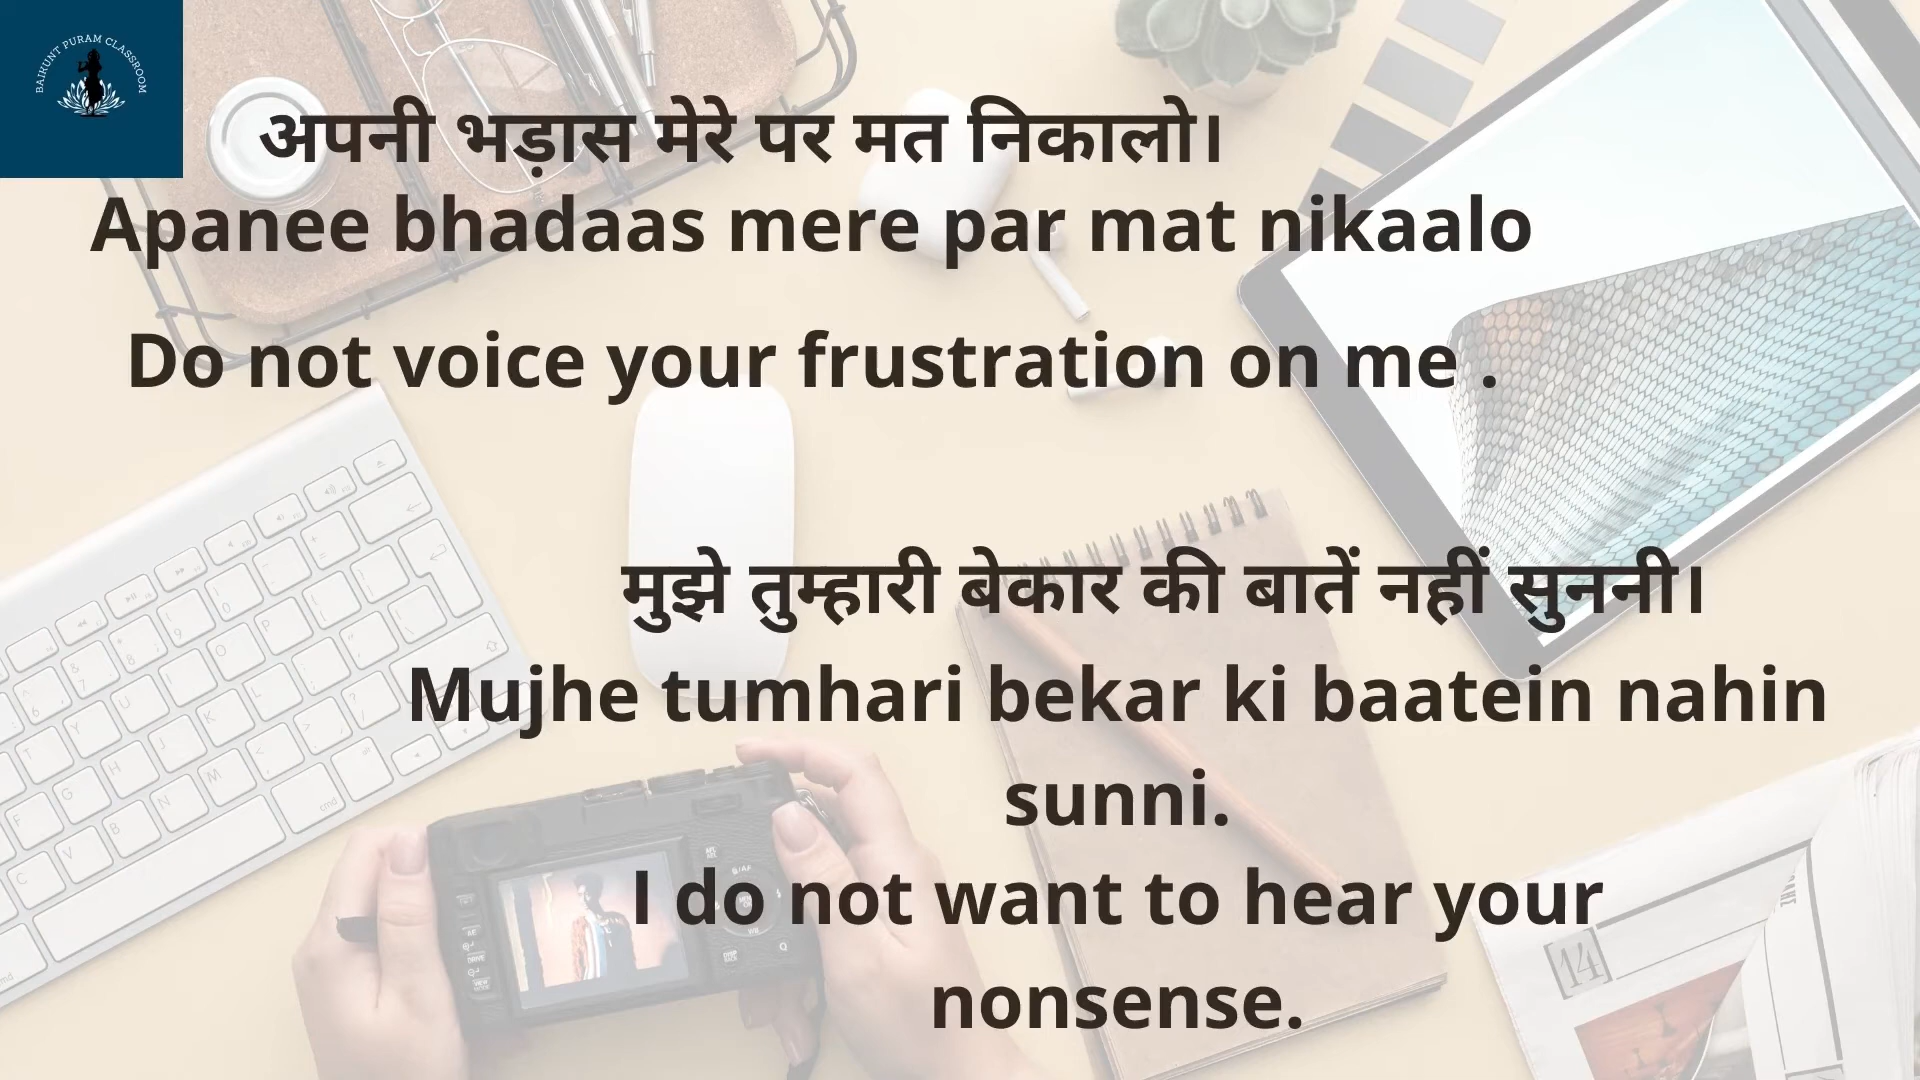 BAIKUNT PURAM CLASSROOM
अपनी भड़ास मेरे पर मत निकालो।
Apanee bhadaas mere par mat nikaalo
Do not voice your frustration on me .
मुझे तुम्हारी बेकार की बातें नहीं सुननी।
Mujhe tumhari bekar ki baatein nahin
sunni.
I do not want to hear your
nonsense.
14